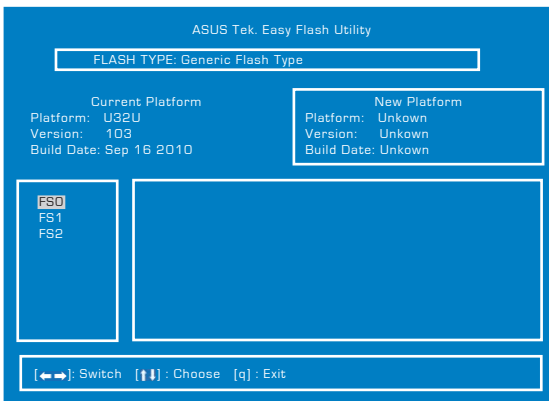 ASUS Tek. Easy Flash Utility
FLASH TYPE: Generic Flash Type
Current Platform
Platform: U32U
Version: 103
Build Date: Sep 16 2010
New Platform
Platform: Unkown
Version: Unkown
Build Date: Unkown
FS0
FS1
FS2
[←→]: Switch [↑↓] : Choose [q] : Exit